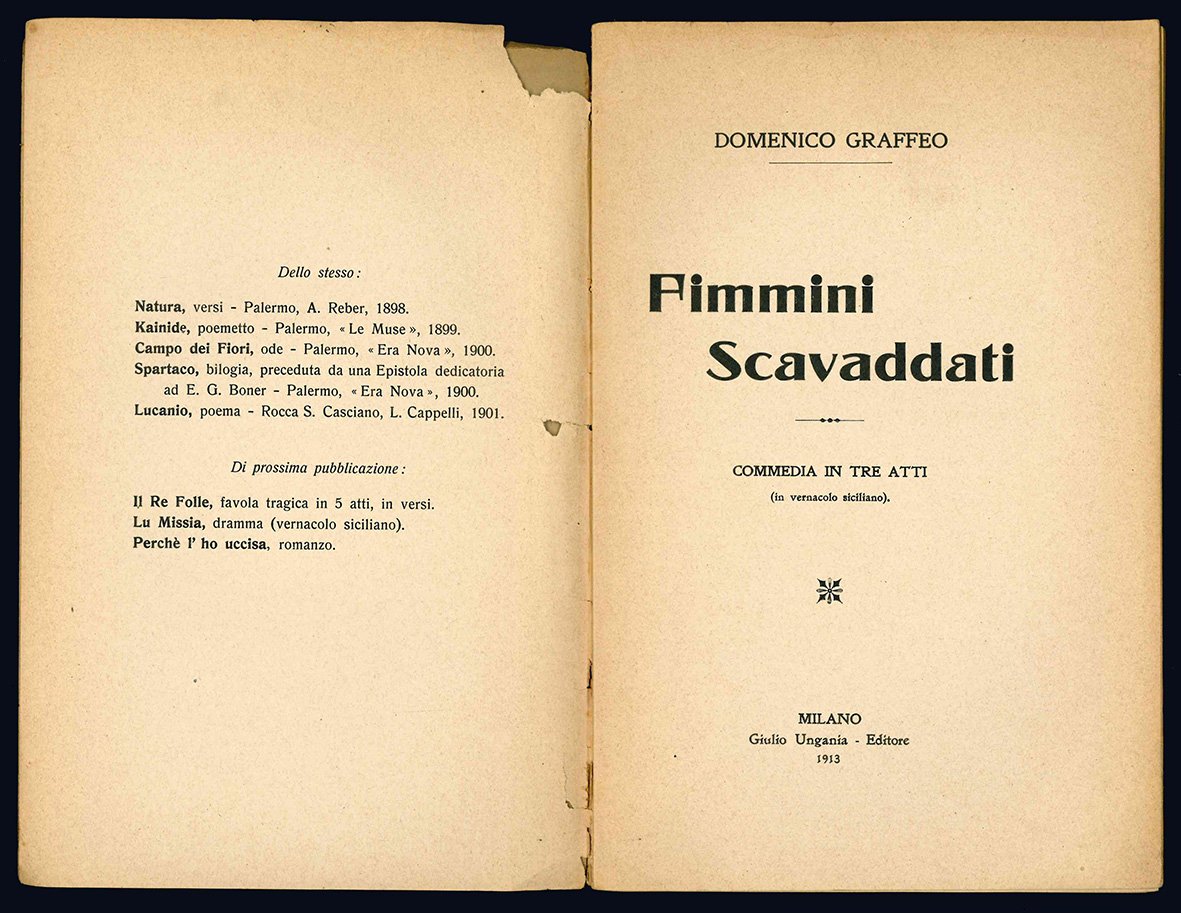 Dello stesso:
Natura, versi - Palermo, A. Reber, 1898.
Kainide, poemetto - Palermo, « Le Muse », 1899.
Campo dei Fiori, ode - Palermo, « Era Nova », 1900.
Spartaco, bilogia, preceduta da una Epistola dedicatoria
ad E. G. Boner - Palermo, « Era Nova », 1900.
Lucanio, poema - Rocca S. Casciano, L. Cappelli, 1901.
Di prossima pubblicazione:
Il Re Folle, favola tragica in 5 atti, in versi.
Lu Missia, dramma (vernacolo siciliano).
Perchè l' ho uccisa, romanzo.
DOMENICO GRAFFEO
Fimmini
Scavaddati
COMMEDIA IN TRE ATTI
(in vernacolo siciliano).
MILANO
Giulio Ungania - Editore
1913